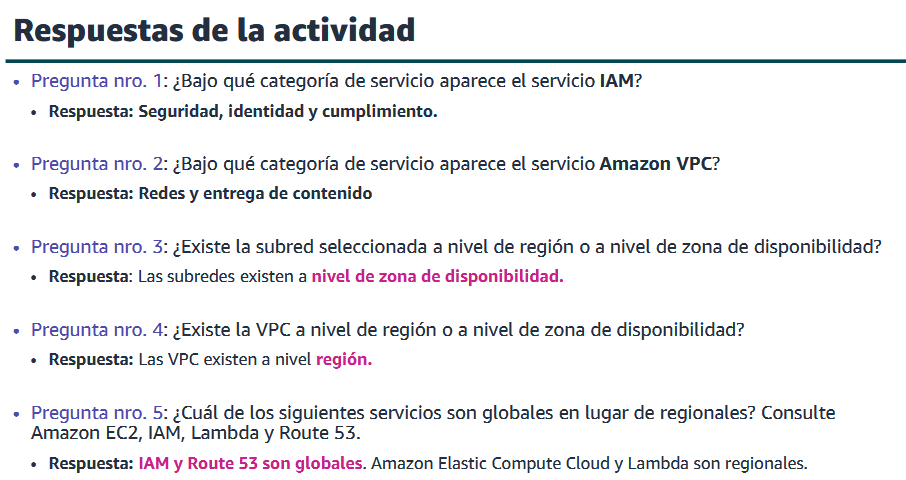 Respuestas de la actividad
• Pregunta nro. 1: ¿Bajo qué categoría de servicio aparece el servicio IAM?
• Respuesta: Seguridad, identidad y cumplimiento.
• Pregunta nro. 2: ¿Bajo qué categoría de servicio aparece el servicio Amazon VPC?
• Respuesta: Redes y entrega de contenido
• Pregunta nro. 3: ¿Existe la subred seleccionada a nivel de región o a nivel de zona de disponibilidad?
• Respuesta: Las subredes existen a nivel de zona de disponibilidad.
• Pregunta nro. 4: ¿Existe la VPC a nivel de región o a nivel de zona de disponibilidad?
• Respuesta: Las VPC existen a nivel región.
• Pregunta nro. 5: ¿Cuál de los siguientes servicios son globales en lugar de regionales? Consulte
Amazon EC2, IAM, Lambda y Route 53.
• Respuesta: IAM y Route 53 son globales. Amazon Elastic Compute Cloud y Lambda son regionales.